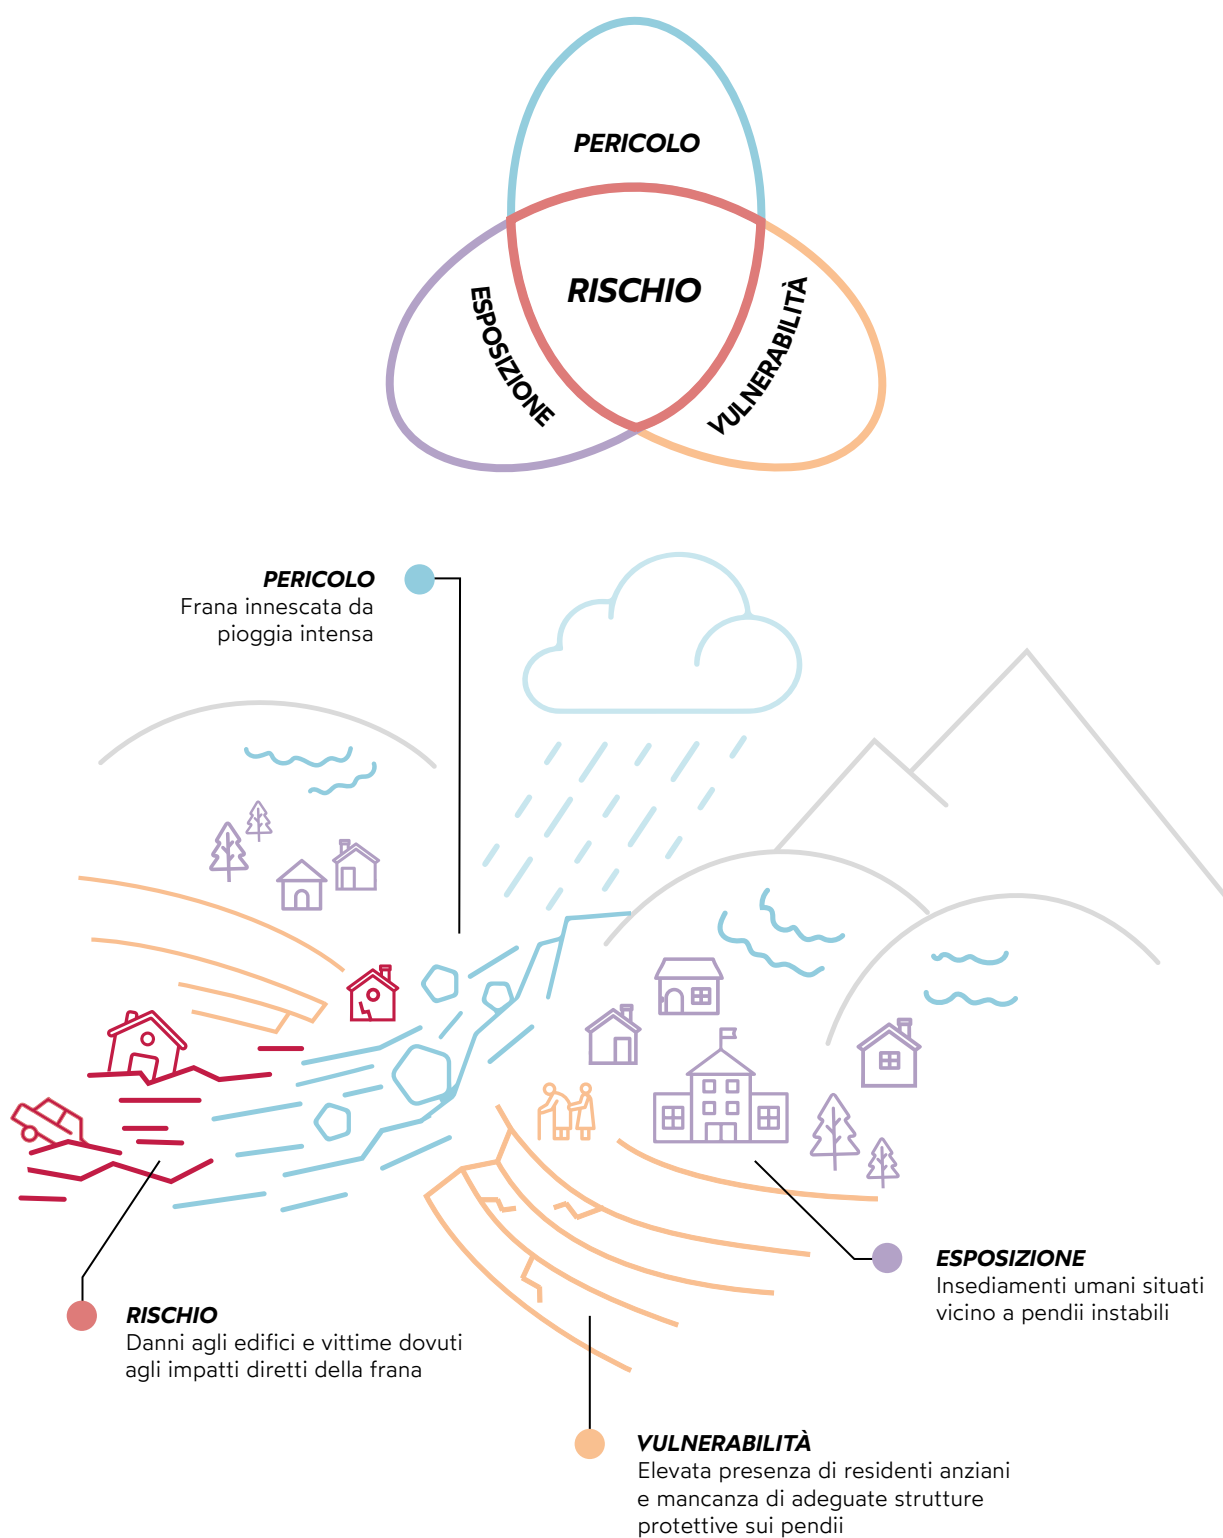 PERICOLO
RISCHIO
ESPOSIZIONE
VULNERABILITÀ
PERICOLO
Frana innescata da
pioggia intensa
ESPOSIZIONE
Insediamenti umani situati
vicino a pendii instabili
RISCHIO
Danni agli edifici e vittime dovuti
agli impatti diretti della frana
VULNERABILITÀ
Elevata presenza di residenti anziani
e mancanza di adeguate strutture
protettive sui pendii